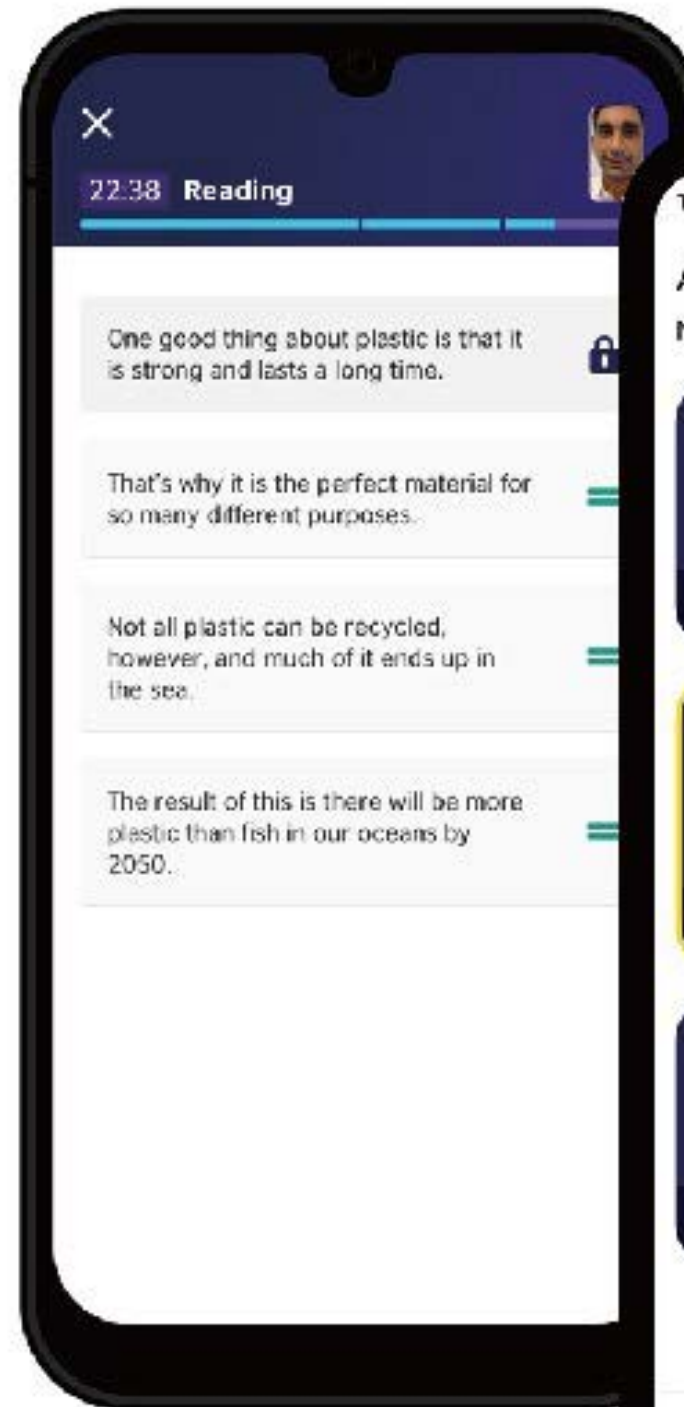 22:38 Reading
One good thing about plastic is that it
is strong and lasts a long time.
That's why it is the perfect material for
so many different purposes.
Not all plastic can be recycled,
however, and much of it ends up in
the sea.
The result of this is there will be more
plastic than fish in our oceans by
2050.